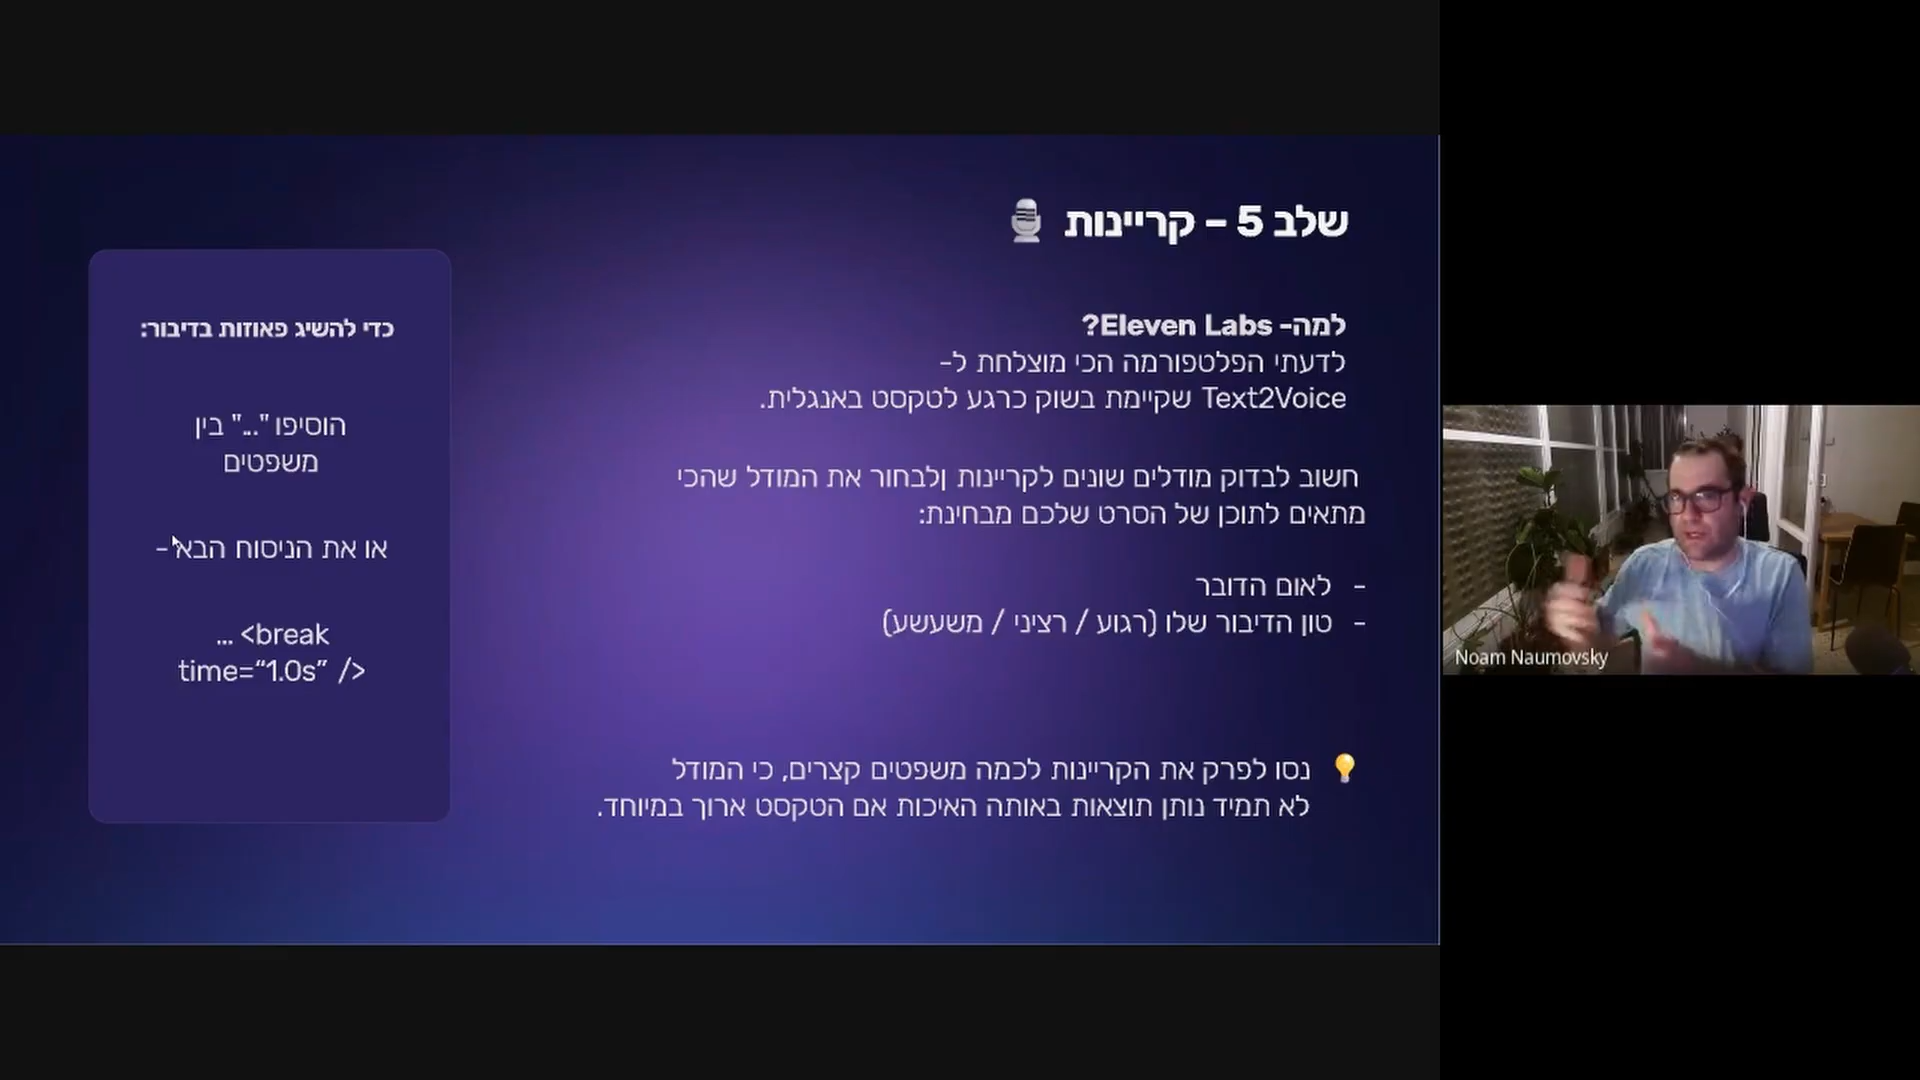 שלב 5 – קריינות 🎙️
למה- Eleven Labs?
לדעתי הפלטפורמה הכי מוצלחת ל-
Text2Voice שקיימת בשוק כרגע לטקסט באנגלית.
חשוב לבדוק מודלים שונים לקריינות ולבחור את המודל שהכי
מתאים לתוכן של הסרט שלכם מבחינת:
- לאום הדובר
- טון הדיבור שלו (רגוע / רציני / משעשע)
💡 נסו לפרק את הקריינות לכמה משפטים קצרים, כי המודל
לא תמיד נותן תוצאות באותה האיכות אם הטקסט ארוך במיוחד.
כדי להשיג פאוזות בדיבור:
הוסיפו "..." בין
משפטים
או את הניסוח הבא -
... <break
time=“1.0s” />
Noam Naumovsky